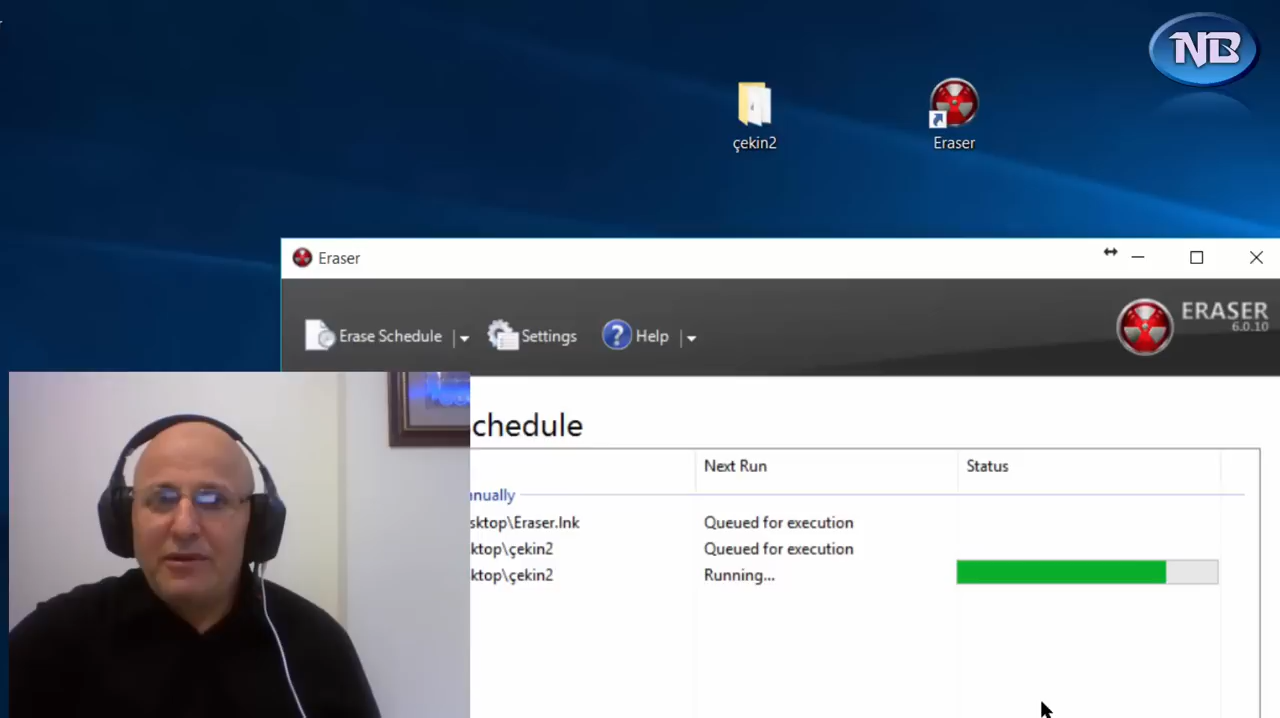 NB
çekin2
Eraser
Eraser
Erase Schedule
Settings
? Help
ERASER
6.0.10
chedule
Next Run
Status
anually
sktop\Eraser.lnk
Queued for execution
ktop\çekin2
Queued for execution
ktop\çekin2
Running...